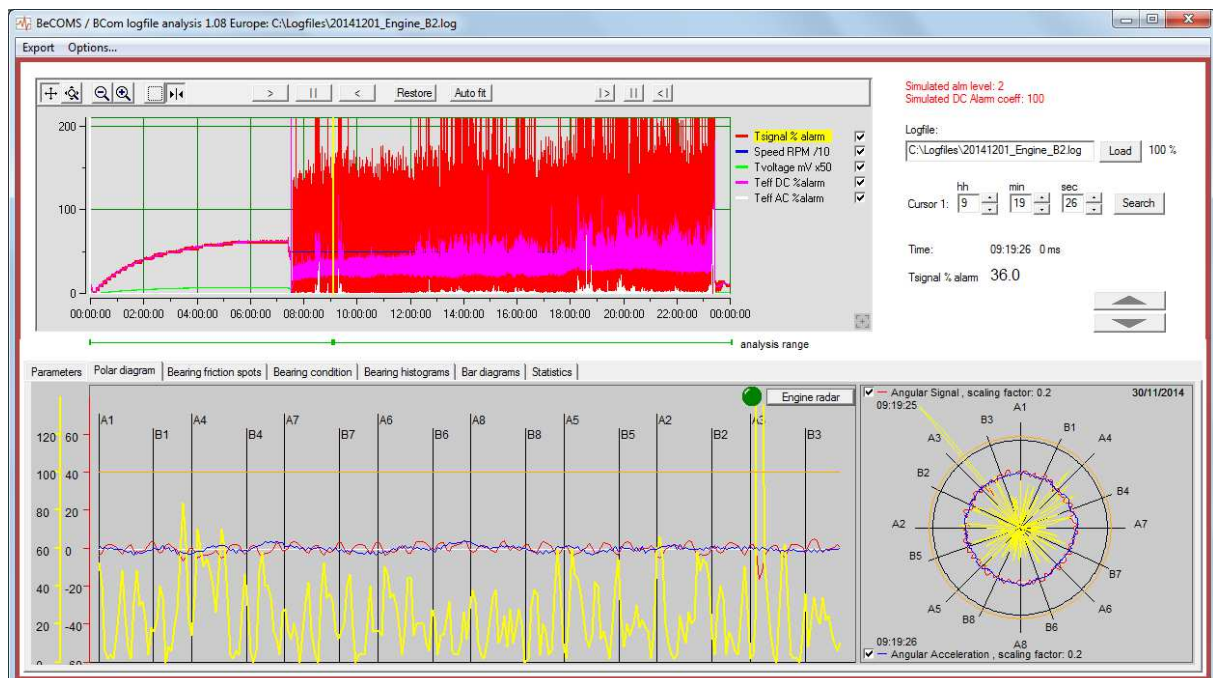 BeCOMS / BCom logfile analysis 1.08 Europe: C:\Logfiles\20141201_Engine_B2.log
Export Options...
> || < Restore Auto fit |> || <|
Simulated alm level: 2
Simulated DC Alarm coeff: 100
Logfile:
C:\Logfiles\20141201_Engine_B2.log Load 100 %
hh min sec
Cursor 1: 9 19 26 Search
Time: 09:19:26 0 ms
Tsignal % alarm 36.0
200
100
0
Tsignal % alarm
Speed RPM /10
Tvoltage mV x50
Teff DC %alarm
Teff AC %alarm
00:00:00 02:00:00 04:00:00 06:00:00 08:00:00 10:00:00 12:00:00 14:00:00 16:00:00 18:00:00 20:00:00 22:00:00 00:00:00
analysis range
Parameters Polar diagram Bearing friction spots Bearing condition Bearing histograms Bar diagrams Statistics
Engine radar
A1 A4 A7 A6 A8 A5 A2 A3
B1 B4 B7 B6 B8 B5 B2 B3
120 60
100 40
80 20
60 0
40 -20
20 -40
0 -60
Angular Signal , scaling factor: 0.2 30/11/2014
09:19:25
A1
B3 B1
A3 A4
B2 B4
A2 A7
B5 B7
A5 A6
B8 B6
A8
09:19:26
Angular Acceleration , scaling factor: 0.2